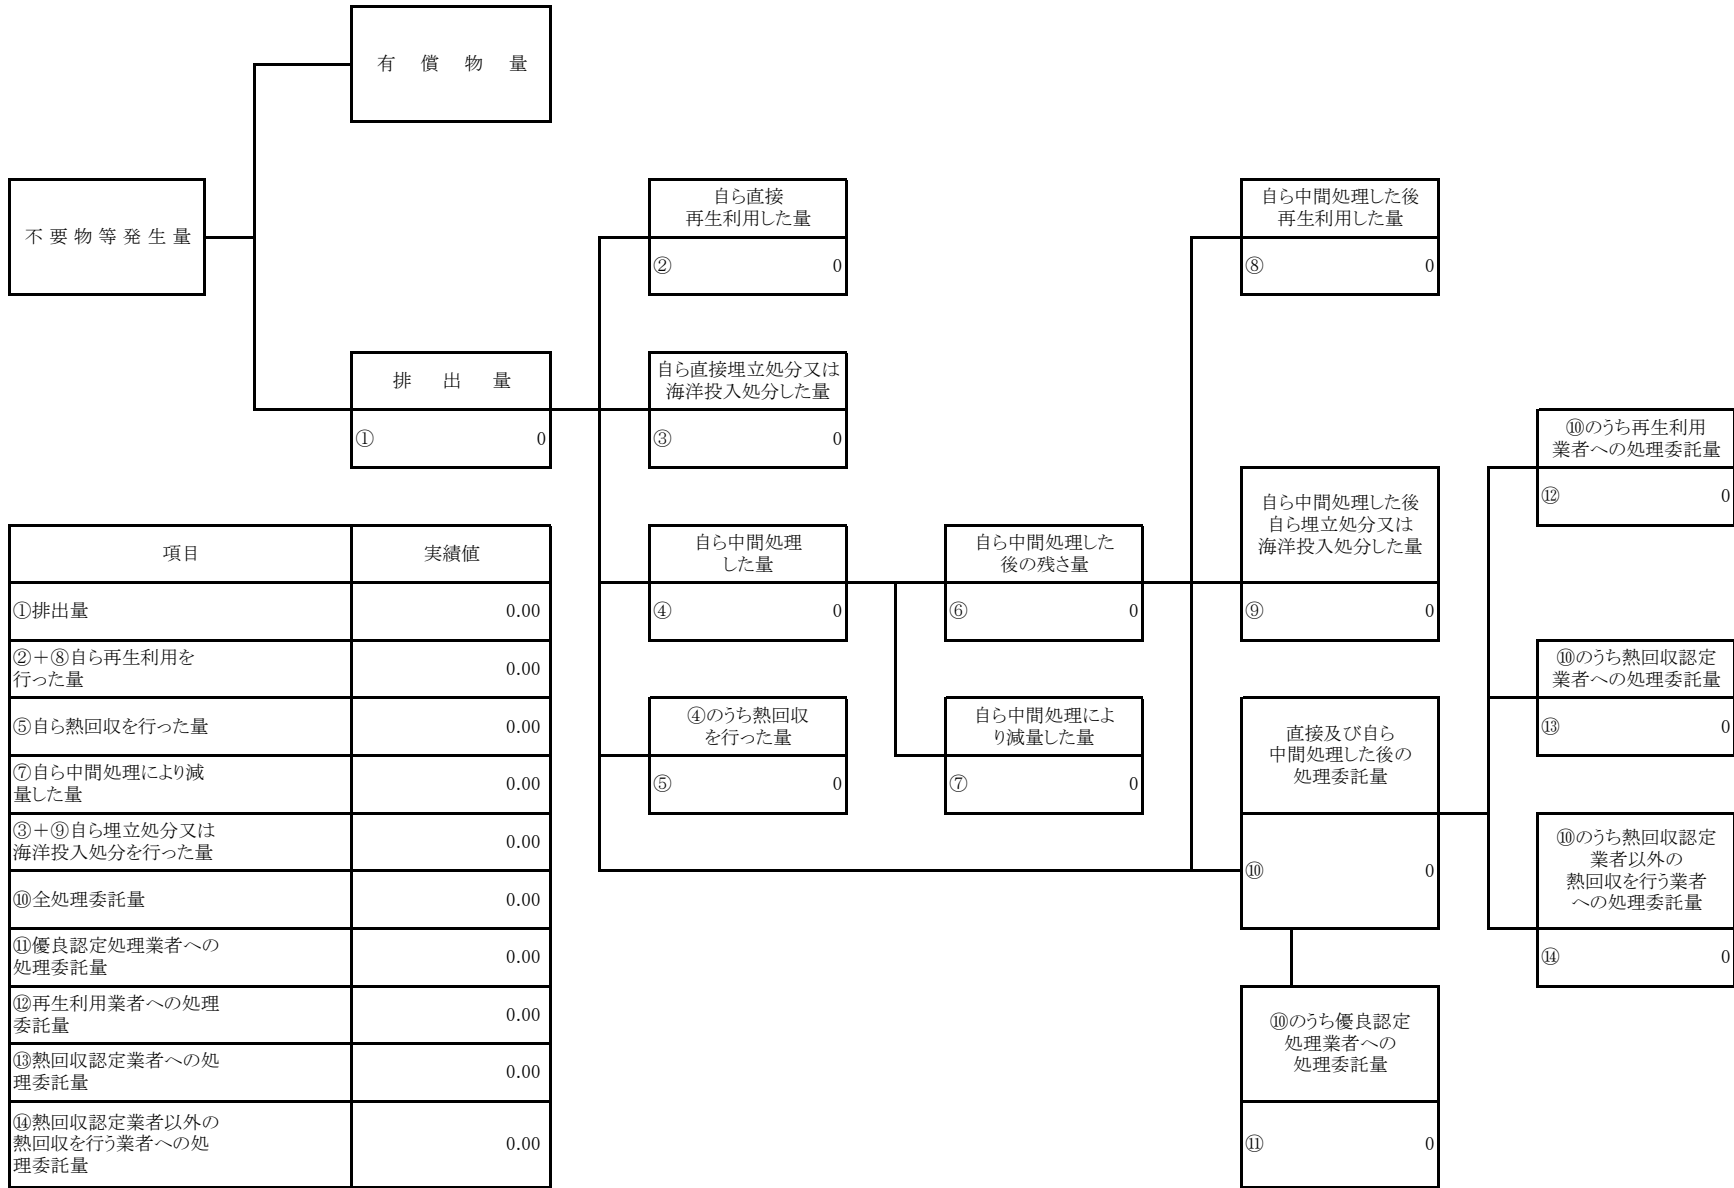 有 償 物 量
不 要 物 等 発 生 量
自ら直接
再生利用した量
② 0
自ら中間処理した後
再生利用した量
⑧ 0
排 出 量
① 0
自ら直接埋立処分又は
海洋投入処分した量
③ 0
⑩のうち再生利用
業者への処理委託量
⑫ 0
自ら中間処理した後
自ら埋立処分又は
海洋投入処分した量
⑨ 0
自ら中間処理
した量
④ 0
自ら中間処理した
後の残さ量
⑥ 0
⑩のうち熱回収認定
業者への処理委託量
⑬ 0
④のうち熱回収
を行った量
⑤ 0
自ら中間処理によ
り減量した量
⑦ 0
直接及び自ら
中間処理した後の
処理委託量
⑩ 0
⑩のうち熱回収認定
業者以外の
熱回収を行う業者
への処理委託量
⑭ 0
⑩のうち優良認定
処理業者への
処理委託量
⑪ 0
項目 実績値
①排出量 0.00
②+⑧自ら再生利用を
行った量 0.00
⑤自ら熱回収を行った量 0.00
⑦自ら中間処理により減
量した量 0.00
③+⑨自ら埋立処分又は
海洋投入処分を行った量 0.00
⑩全処理委託量 0.00
⑪優良認定処理業者への
処理委託量 0.00
⑫再生利用業者への処理
委託量 0.00
⑬熱回収認定業者への処
理委託量 0.00
⑭熱回収認定業者以外の
熱回収を行う業者への処
理委託量 0.00